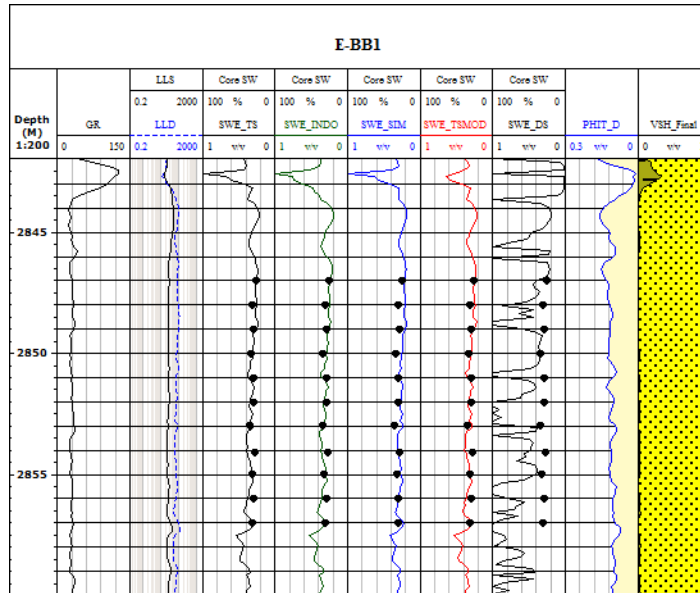 E-BB1
LLS Core SW Core SW Core SW Core SW Core SW
0.2 2000 100 % 0 100 % 0 100 % 0 100 % 0 100 % 0
Depth
(M)
1:200
GR LLD SWE_TS SWE_INDO SWE_SIM SWE_TSMOD SWE_DS PHIT_D VSH_Final
0 150 0.2 2000 1 v/v 0 1 v/v 0 1 v/v 0 1 v/v 0 1 v/v 0 0.5 v/v 0 0 v/v
2845
2850
2855